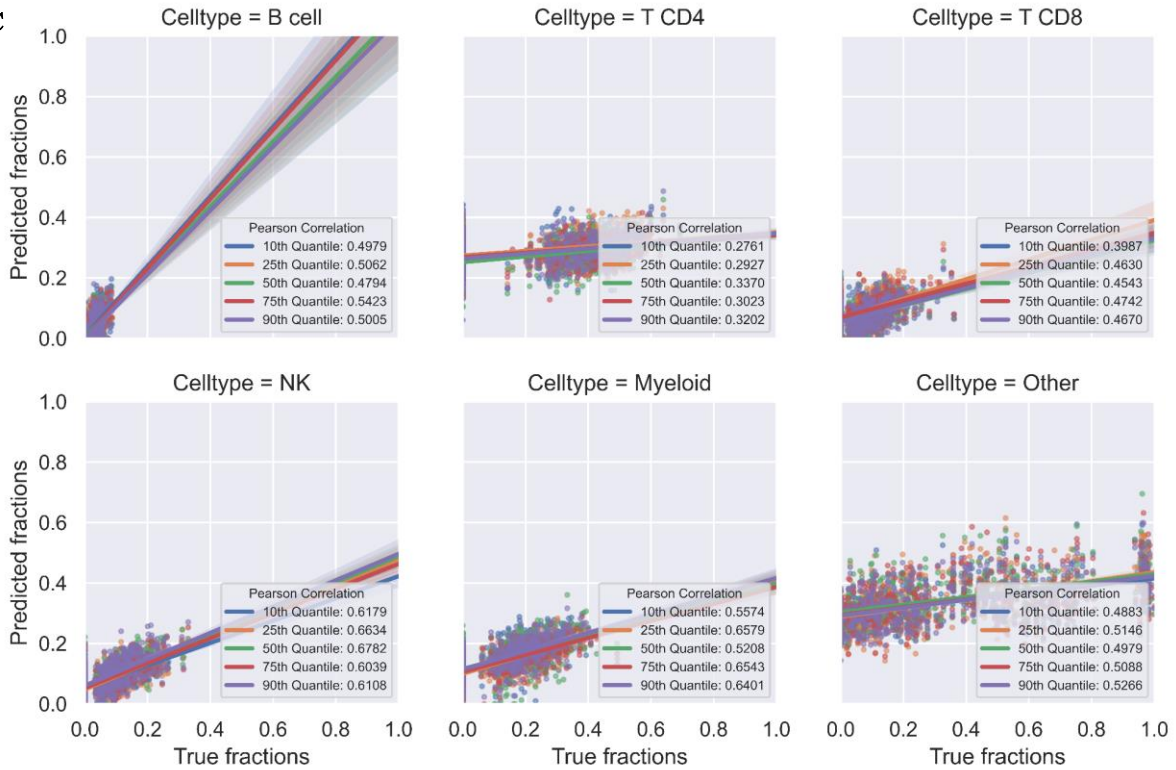 c
Celltype = B cell
Celltype = T CD4
Celltype = T CD8
Predicted fractions
1.0
0.8
0.6
0.4
0.2
0.0
Pearson Correlation
10th Quantile: 0.4979
25th Quantile: 0.5062
50th Quantile: 0.4794
75th Quantile: 0.5423
90th Quantile: 0.5005
Pearson Correlation
10th Quantile: 0.2761
25th Quantile: 0.2927
50th Quantile: 0.3370
75th Quantile: 0.3023
90th Quantile: 0.3202
Pearson Correlation
10th Quantile: 0.3987
25th Quantile: 0.4630
50th Quantile: 0.4543
75th Quantile: 0.4742
90th Quantile: 0.4670
Celltype = NK
Celltype = Myeloid
Celltype = Other
Predicted fractions
1.0
0.8
0.6
0.4
0.2
0.0
Pearson Correlation
10th Quantile: 0.6179
25th Quantile: 0.6634
50th Quantile: 0.6782
75th Quantile: 0.6039
90th Quantile: 0.6108
Pearson Correlation
10th Quantile: 0.5574
25th Quantile: 0.6579
50th Quantile: 0.5208
75th Quantile: 0.6543
90th Quantile: 0.6401
Pearson Correlation
10th Quantile: 0.4883
25th Quantile: 0.5146
50th Quantile: 0.4979
75th Quantile: 0.5088
90th Quantile: 0.5266
0.0 0.2 0.4 0.6 0.8 1.0
0.0 0.2 0.4 0.6 0.8 1.0
0.0 0.2 0.4 0.6 0.8 1.0
True fractions
True fractions
True fractions